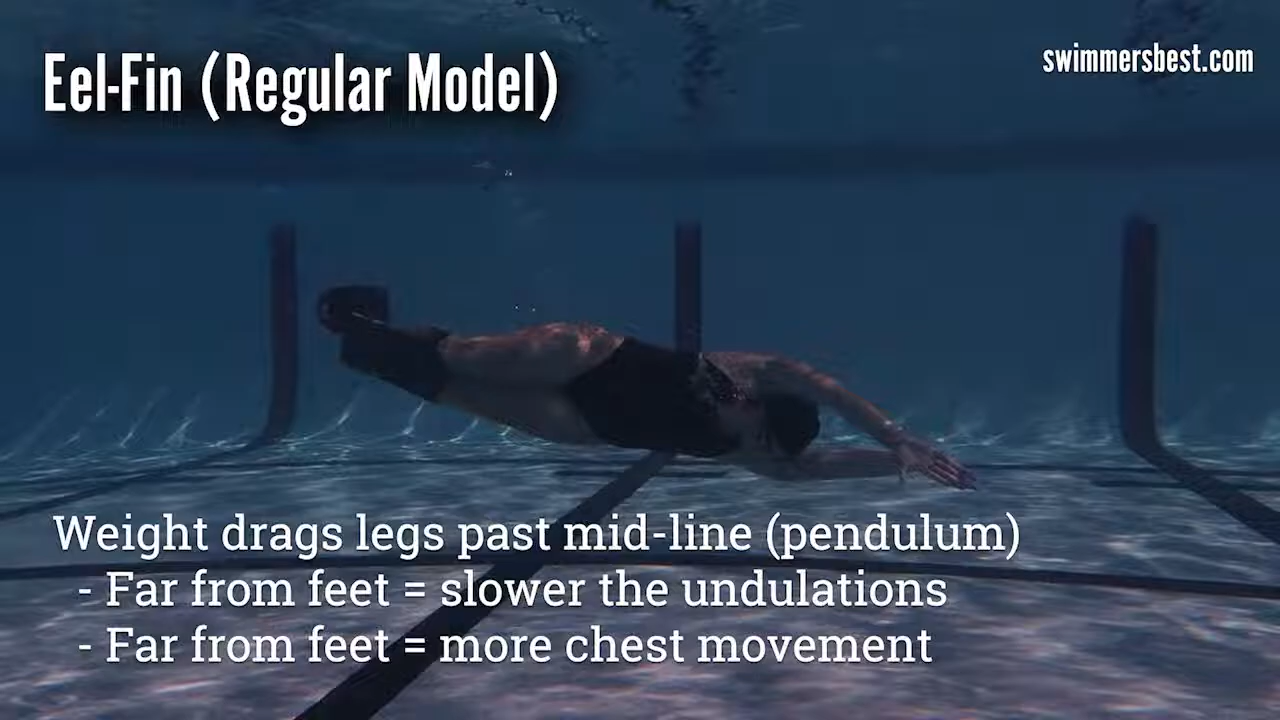 Eel-Fin (Regular Model)
swimmersbest.com
Weight drags legs past mid-line (pendulum)
- Far from feet = slower the undulations
- Far from feet = more chest movement